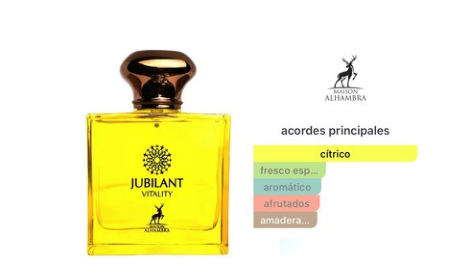 JUBILANT
VITALITY
MAISON
ALHAMBRA
MAISON
ALHAMBRA
acordes principales
cítrico
fresco esp...
aromático
afrutados
amadera...